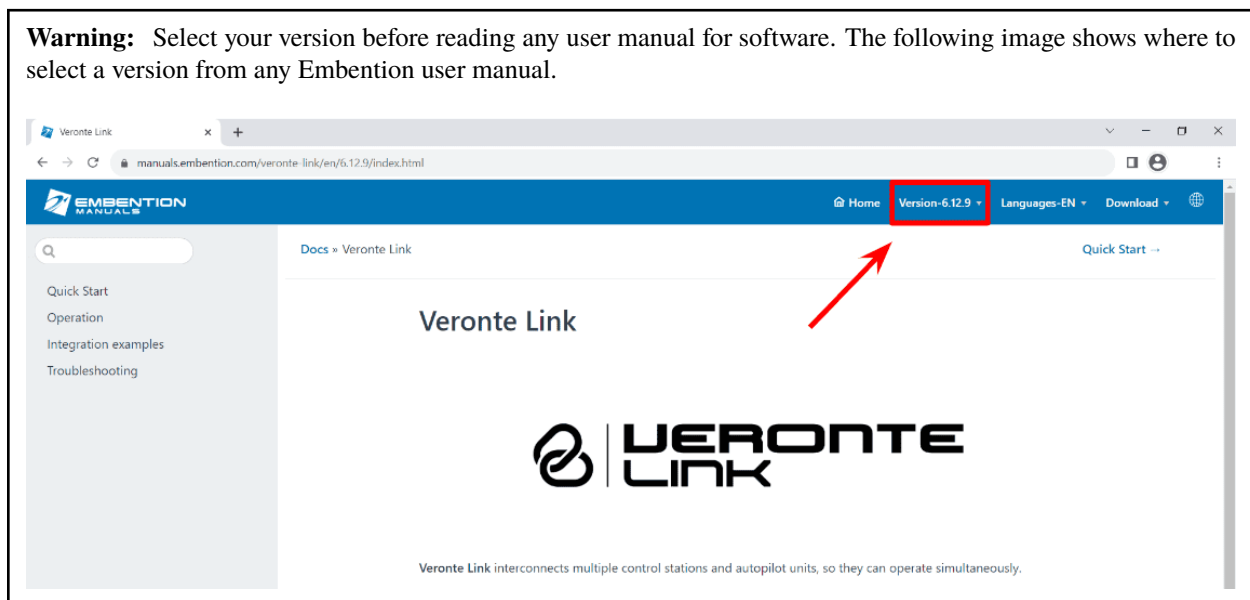 Warning: Select your version before reading any user manual for software. The following image shows where to
select a version from any Embention user manual.
Veronte Link
manuals.embention.com/veronte-link/en/6.12.9/index.html
EMBENTION
MANUALS
Home Version-6.12.9 Languages-EN Download
Docs » Veronte Link
Quick Start →
Quick Start
Operation
Integration examples
Troubleshooting
Veronte Link
VERONTE
LINK
Veronte Link interconnects multiple control stations and autopilot units, so they can operate simultaneously.